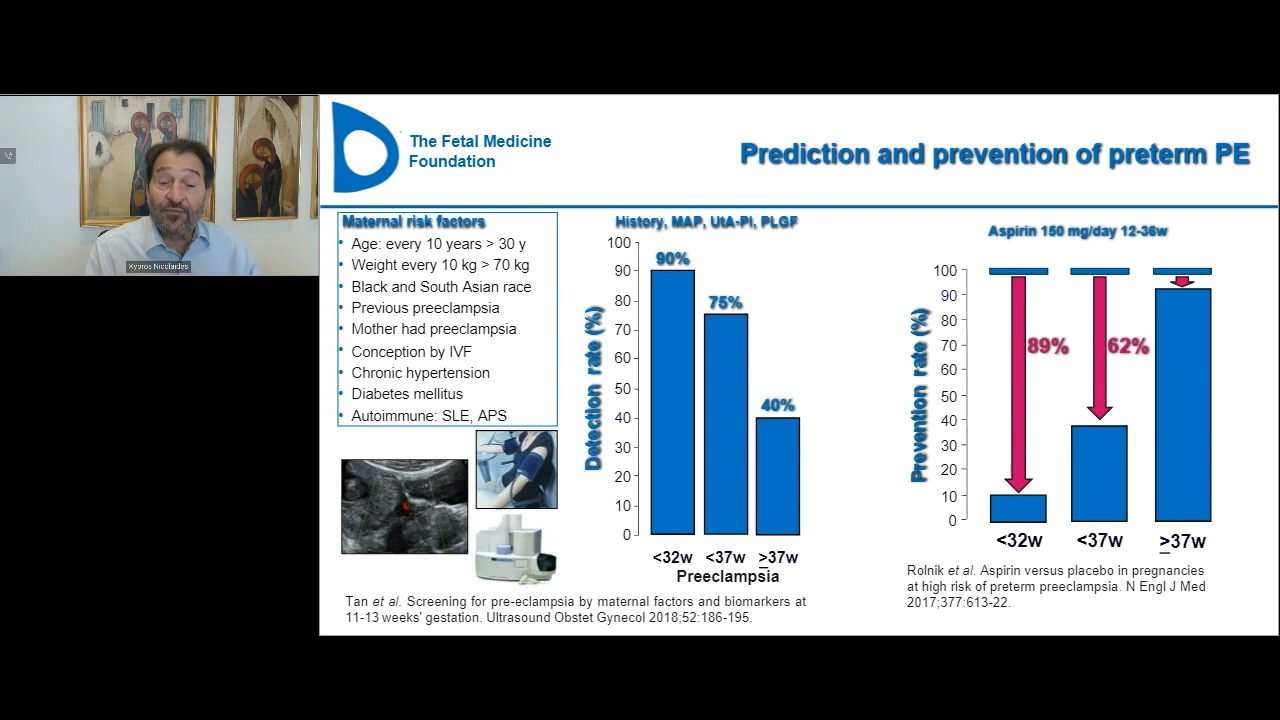 Kypros Nicolaides
The Fetal Medicine
Foundation
Prediction and prevention of preterm PE
Maternal risk factors
• Age: every 10 years > 30 y
• Weight every 10 kg > 70 kg
• Black and South Asian race
• Previous preeclampsia
• Mother had preeclampsia
• Conception by IVF
• Chronic hypertension
• Diabetes mellitus
• Autoimmune: SLE, APS
History, MAP, UtA-PI, PLGF
Detection rate (%)
100
90
80
70
60
50
40
30
20
10
0
90%
75%
40%
<32w <37w ≥37w
Preeclampsia
Tan et al. Screening for pre-eclampsia by maternal factors and biomarkers at
11-13 weeks' gestation. Ultrasound Obstet Gynecol 2018;52:186-195.
Aspirin 150 mg/day 12-36w
Prevention rate (%)
100
90
80
70
60
50
40
30
20
10
0
89%
62%
<32w <37w ≥37w
Rolnik et al. Aspirin versus placebo in pregnancies
at high risk of preterm preeclampsia. N Engl J Med
2017;377:613-22.